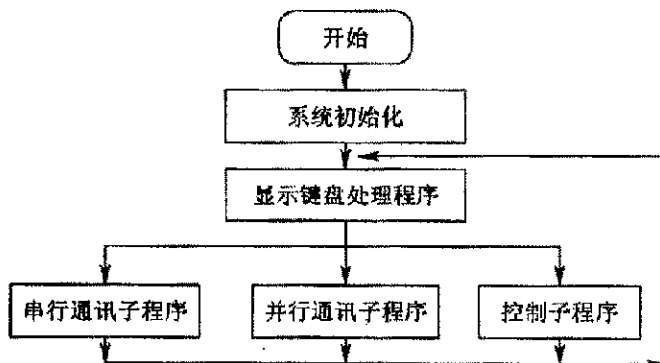 开始
系统初始化
显示键盘处理程序
串行通讯子程序
并行通讯子程序
控制子程序